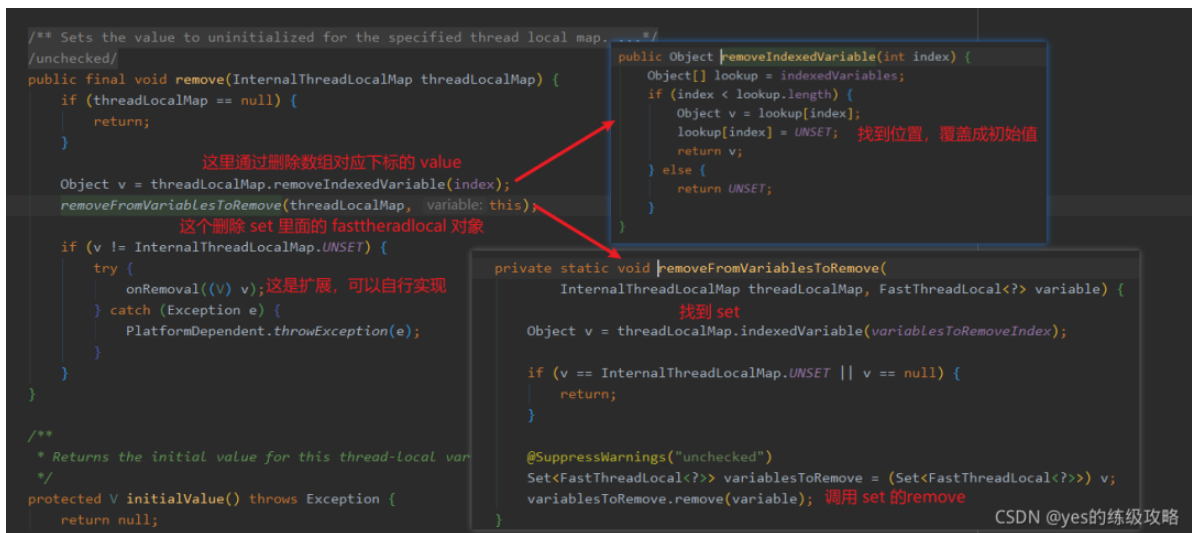 /** Sets the value to uninitialized for the specified thread local map. ...*/
/unchecked/
public final void remove(InternalThreadLocalMap threadLocalMap) {
if (threadLocalMap == null) {
return;
}
这里通过删除数组对应下标的 value
Object v = threadLocalMap.removeIndexedVariable(index);
removeFromVariablesToRemove(threadLocalMap, variable: this);
这个删除 set 里面的 fasttheradlocal 对象
if (v != InternalThreadLocalMap.UNSET) {
try {
onRemoval((V) v);这是扩展，可以自行实现
} catch (Exception e) {
PlatformDependent.throwException(e);
}
}
}
/**
* Returns the initial value for this thread-local var
*/
protected V initialValue() throws Exception {
return null;
public Object removeIndexedVariable(int index) {
Object[] lookup = indexedVariables;
if (index < lookup.length) {
Object v = lookup[index];
lookup[index] = UNSET; 找到位置，覆盖成初始值
return v;
} else {
return UNSET;
}
}
private static void removeFromVariablesToRemove(
InternalThreadLocalMap threadLocalMap, FastThreadLocal<?> variable) {
找到 set
Object v = threadLocalMap.indexedVariable(variablesToRemoveIndex);
if (v == InternalThreadLocalMap.UNSET || v == null) {
return;
}
@SuppressWarnings("unchecked")
Set<FastThreadLocal<?>> variablesToRemove = (Set<FastThreadLocal<?>>) v;
variablesToRemove.remove(variable); 调用 set 的remove
}
CSDN @yes的练级攻略